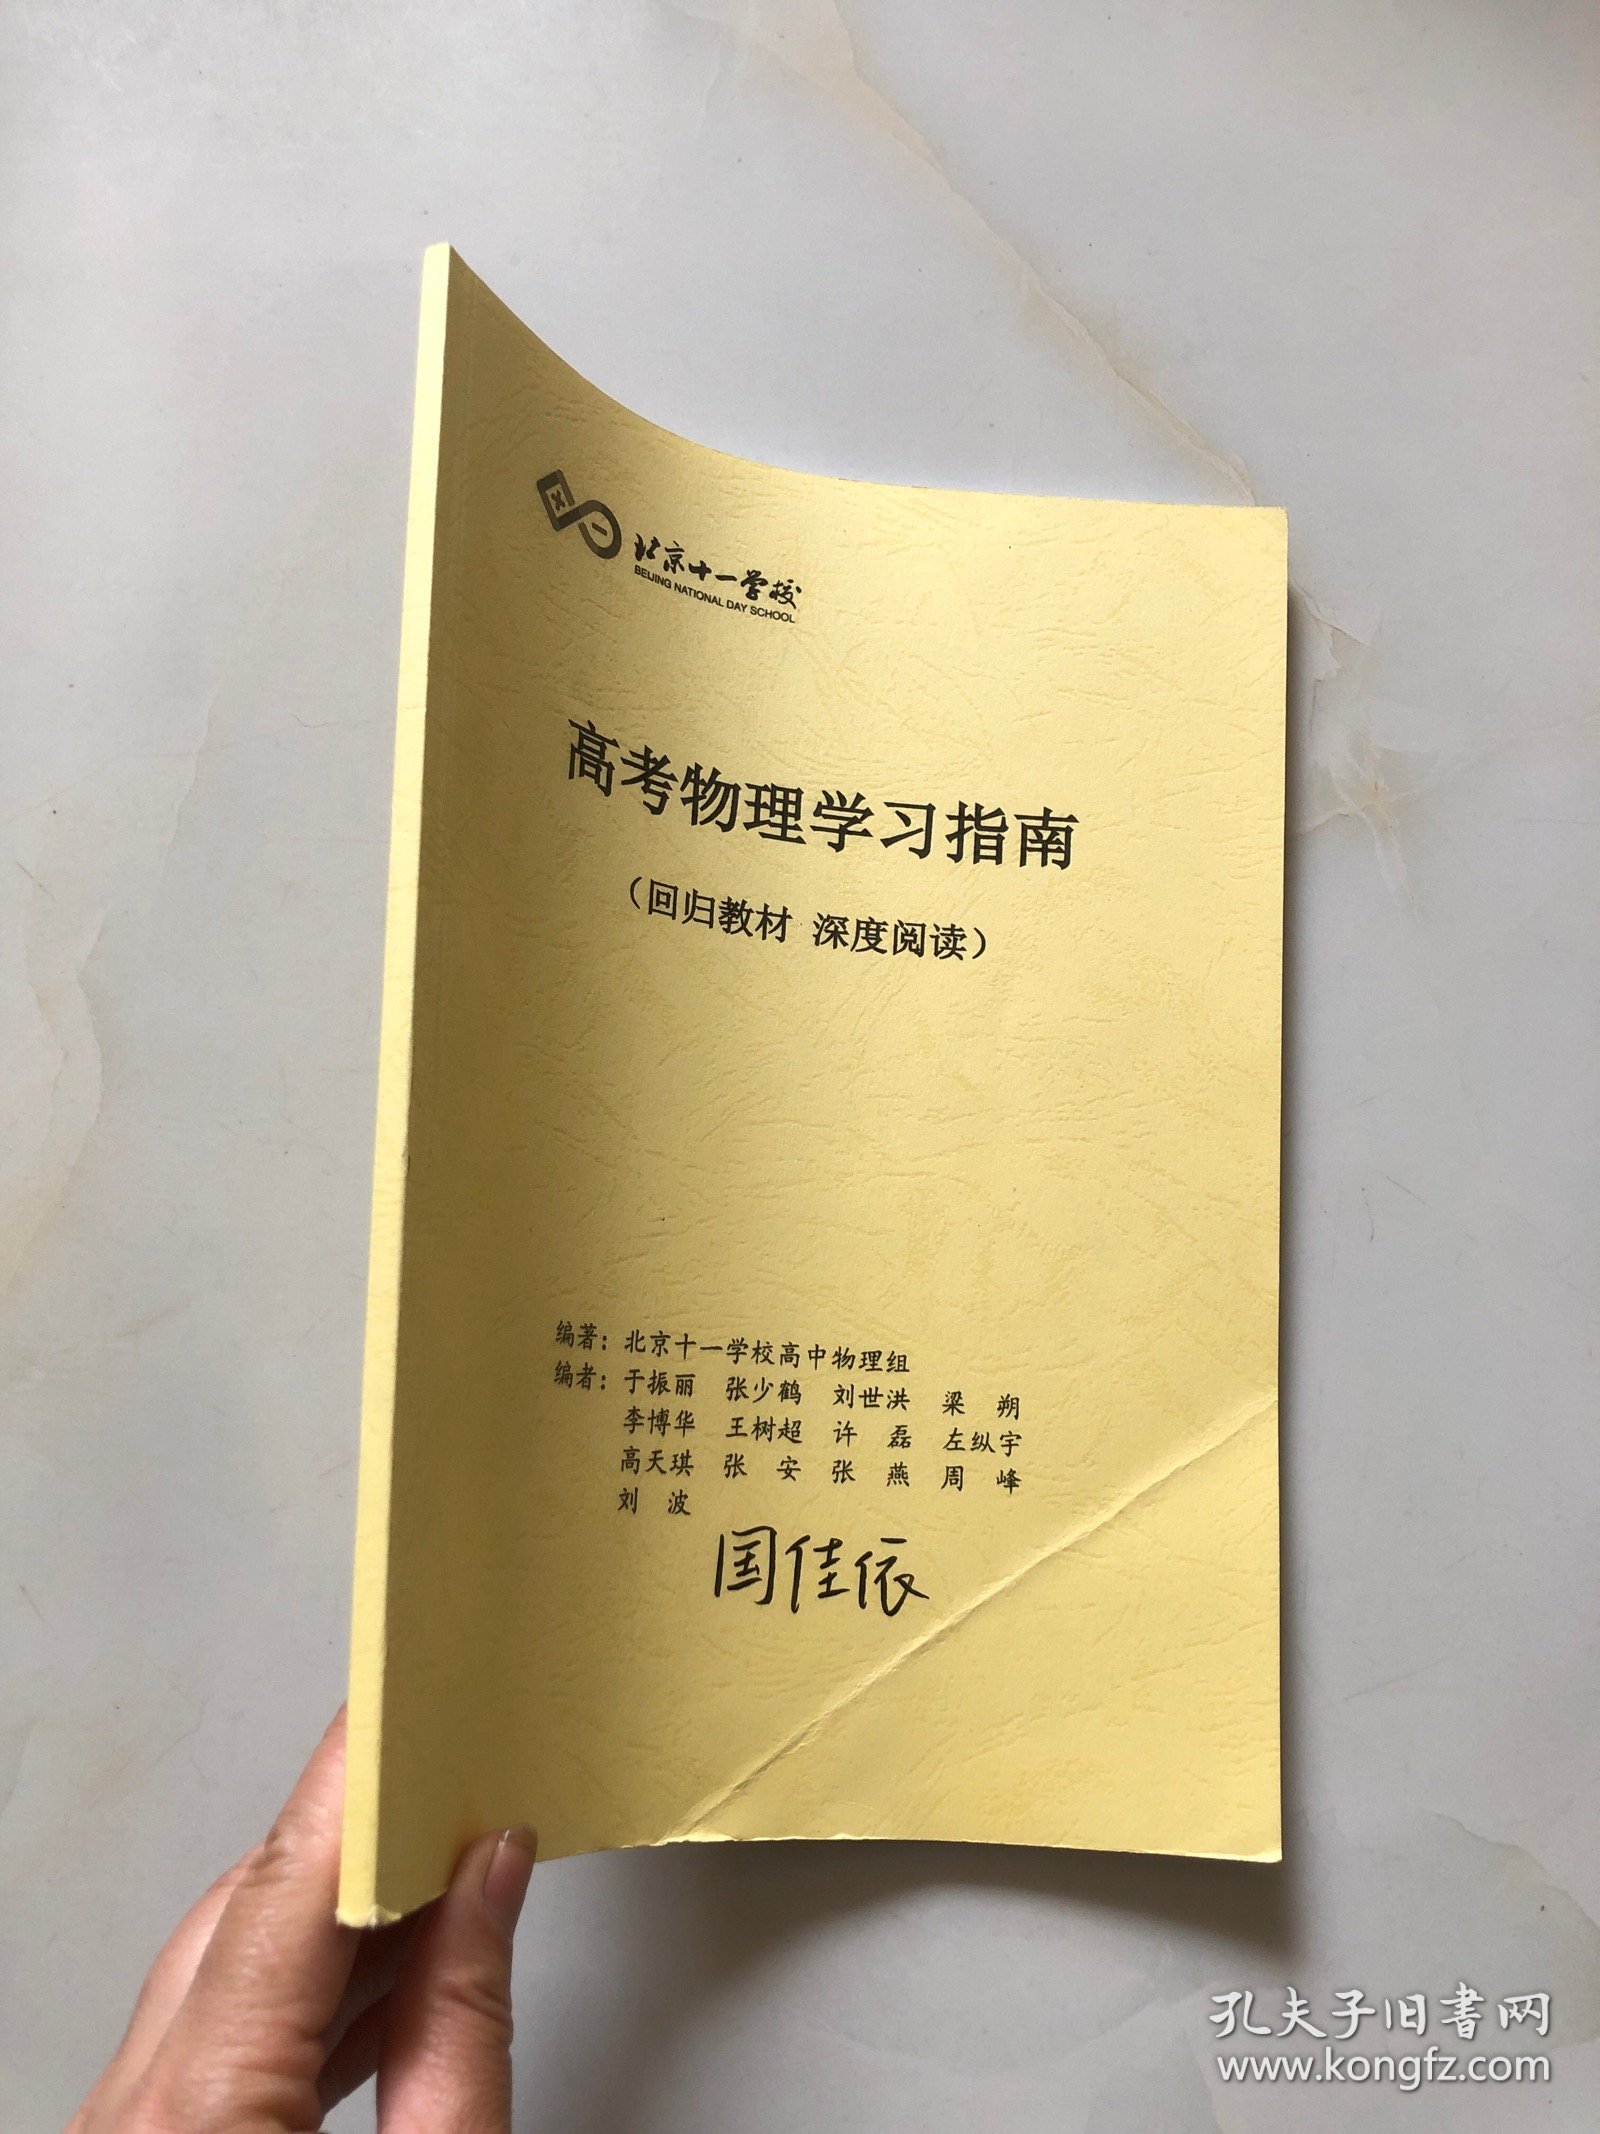 北京十一学校
BEIJING NATIONAL DAY SCHOOL
高考物理学习指南
（回归教材 深度阅读）
编著：北京十一学校高中物理组
编者：于振丽 张少鹤 刘世洪 梁 朔
李博华 王树超 许 磊 左纵宇
高天琪 张 安 张 燕 周 峰
刘 波
国佳依
孔夫子旧书网
www.kongfz.com